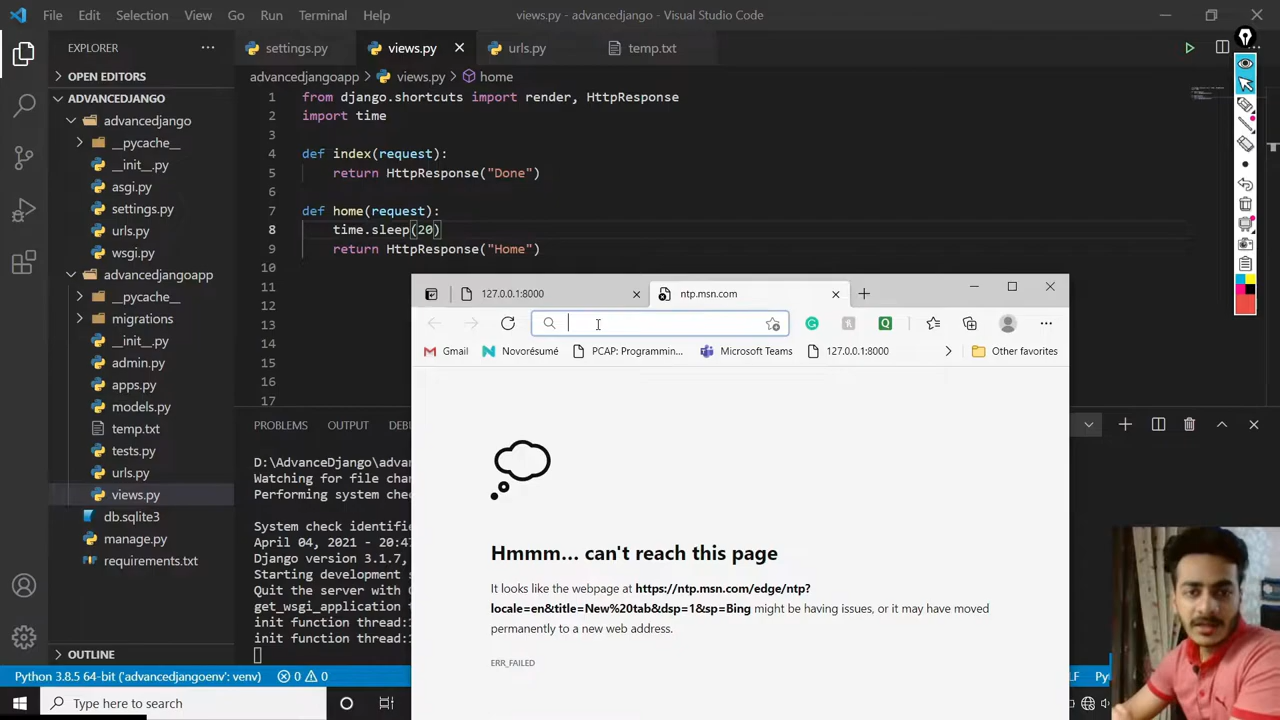 File Edit Selection View Go Run Terminal Help views.py - advancedjango - Visual Studio Code
EXPLORER
OPEN EDITORS
ADVANCEDJANGO
advancedjango
__pycache__
__init__.py
asgi.py
settings.py
urls.py
wsgi.py
advancedjangoapp
__pycache__
migrations
__init__.py
admin.py
apps.py
models.py
temp.txt
tests.py
urls.py
views.py
db.sqlite3
manage.py
requirements.txt
OUTLINE
settings.py views.py urls.py temp.txt
advancedjangoapp > views.py > home
1 from django.shortcuts import render, HttpResponse
2 import time
3
4 def index(request):
5 return HttpResponse("Done")
6
7 def home(request):
8 time.sleep(20)
9 return HttpResponse("Home")
10
11
12
13
14
15
16
17
PROBLEMS OUTPUT DEB
D:\AdvanceDjango\adva
Watching for file cha
Performing system che
System check identifie
April 04, 2021 - 20:4
Django version 3.1.7,
Starting development s
Quit the server with C
get_wsgi_application t
init function thread:1
init function thread:1
127.0.0.1:8000 ntp.msn.com
Gmail Novorésumé PCAP: Programmin... Microsoft Teams 127.0.0.1:8000 Other favorites
Hmmm... can't reach this page
It looks like the webpage at https://ntp.msn.com/edge/ntp?
locale=en&title=New%20tab&dsp=1&sp=Bing might be having issues, or it may have moved
permanently to a new web address.
ERR_FAILED
Python 3.8.5 64-bit ('advancedjangoenv': venv) 0 0 LF Py
Type here to search